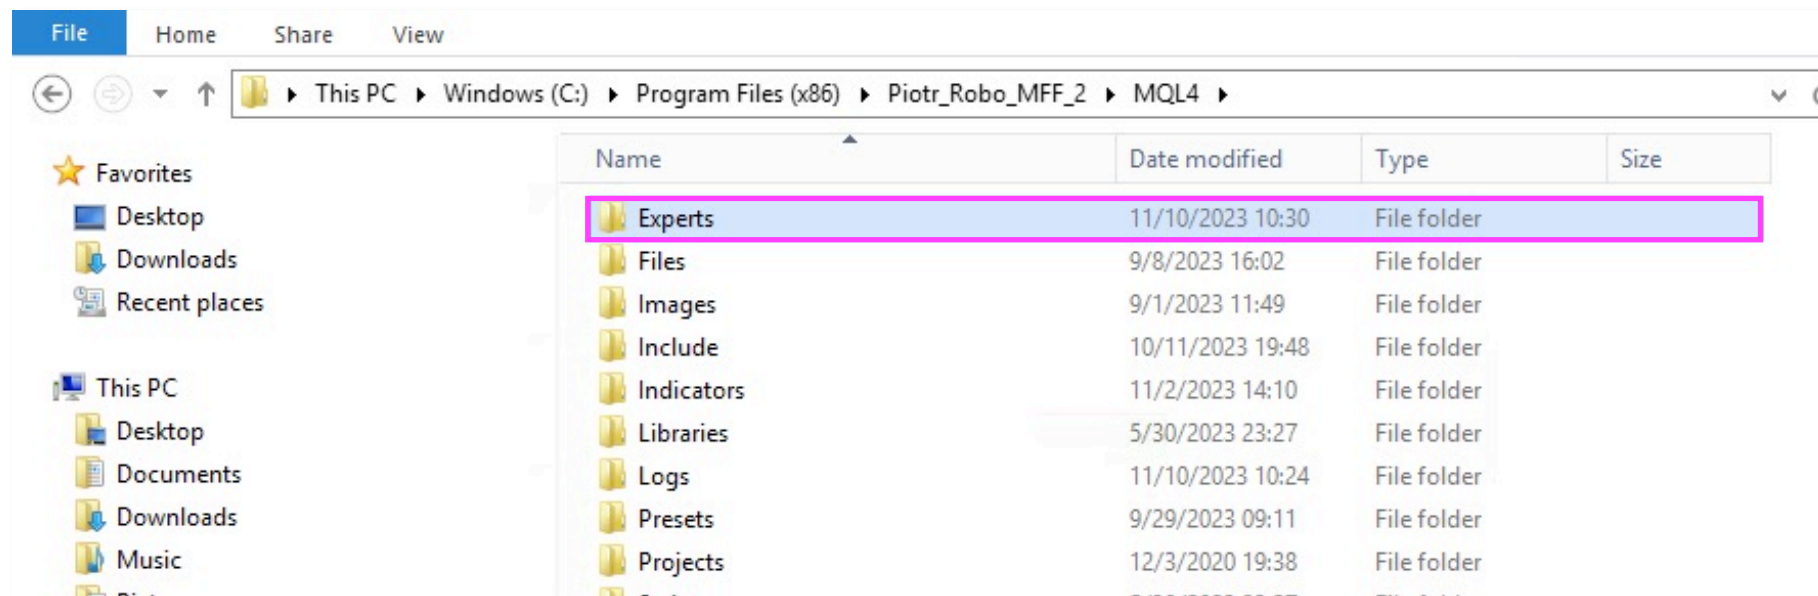 File Home Share View
This PC Windows (C:) Program Files (x86) Piotr_Robo_MFF_2 MQL4
Name Date modified Type Size
Favorites
Desktop
Downloads
Recent places
This PC
Desktop
Documents
Downloads
Music
Experts 11/10/2023 10:30 File folder
Files 9/8/2023 16:02 File folder
Images 9/1/2023 11:49 File folder
Include 10/11/2023 19:48 File folder
Indicators 11/2/2023 14:10 File folder
Libraries 5/30/2023 23:27 File folder
Logs 11/10/2023 10:24 File folder
Presets 9/29/2023 09:11 File folder
Projects 12/3/2020 19:38 File folder